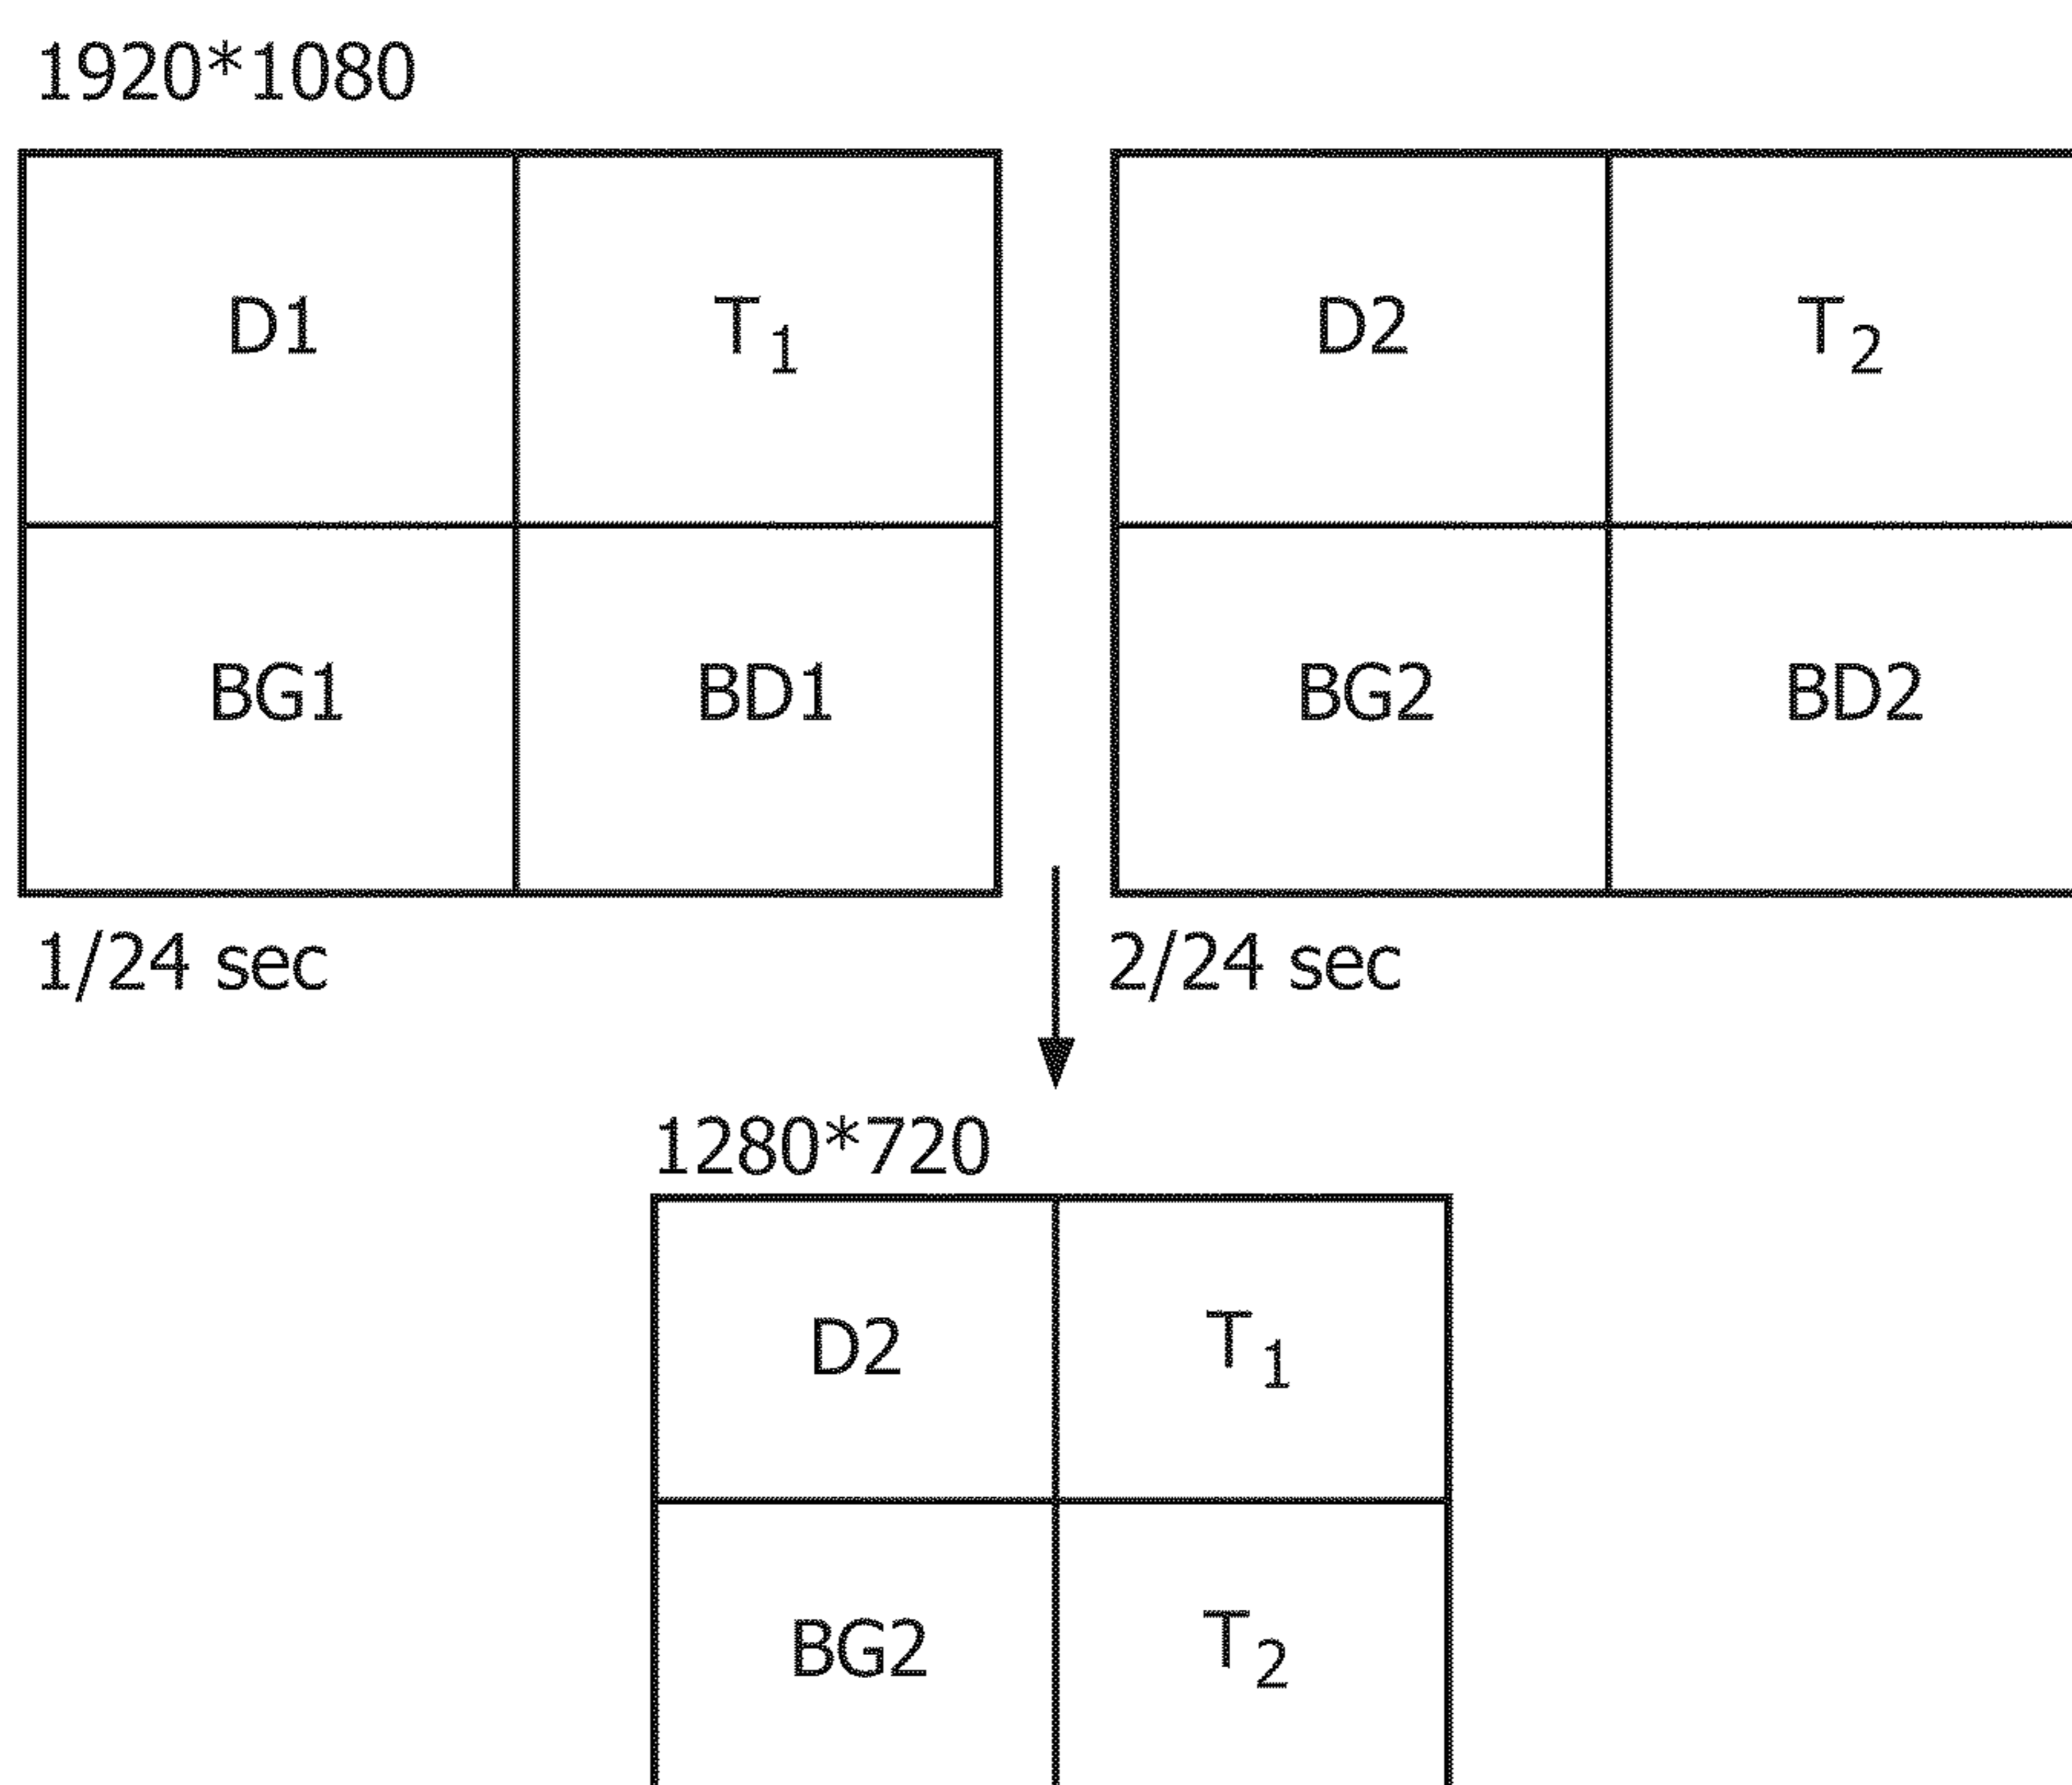 1920*1080
D1 T1 D2 T2
BG1 BD1 BG2 BD2
1/24 sec 2/24 sec
1280*720
D2 T1
BG2 T2